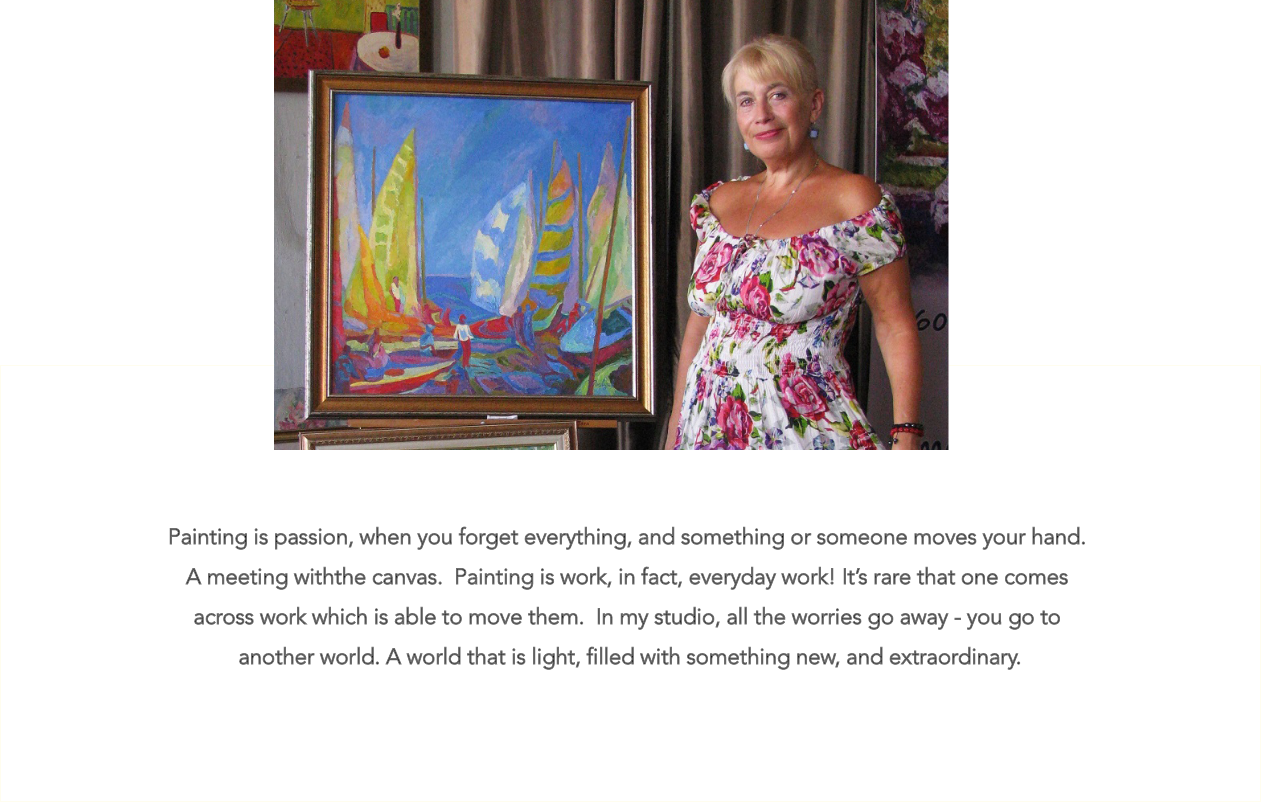 60
Painting is passion, when you forget everything, and something or someone moves your hand.
A meeting withthe canvas.  Painting is work, in fact, everyday work! It’s rare that one comes
across work which is able to move them.  In my studio, all the worries go away - you go to
another world. A world that is light, filled with something new, and extraordinary.